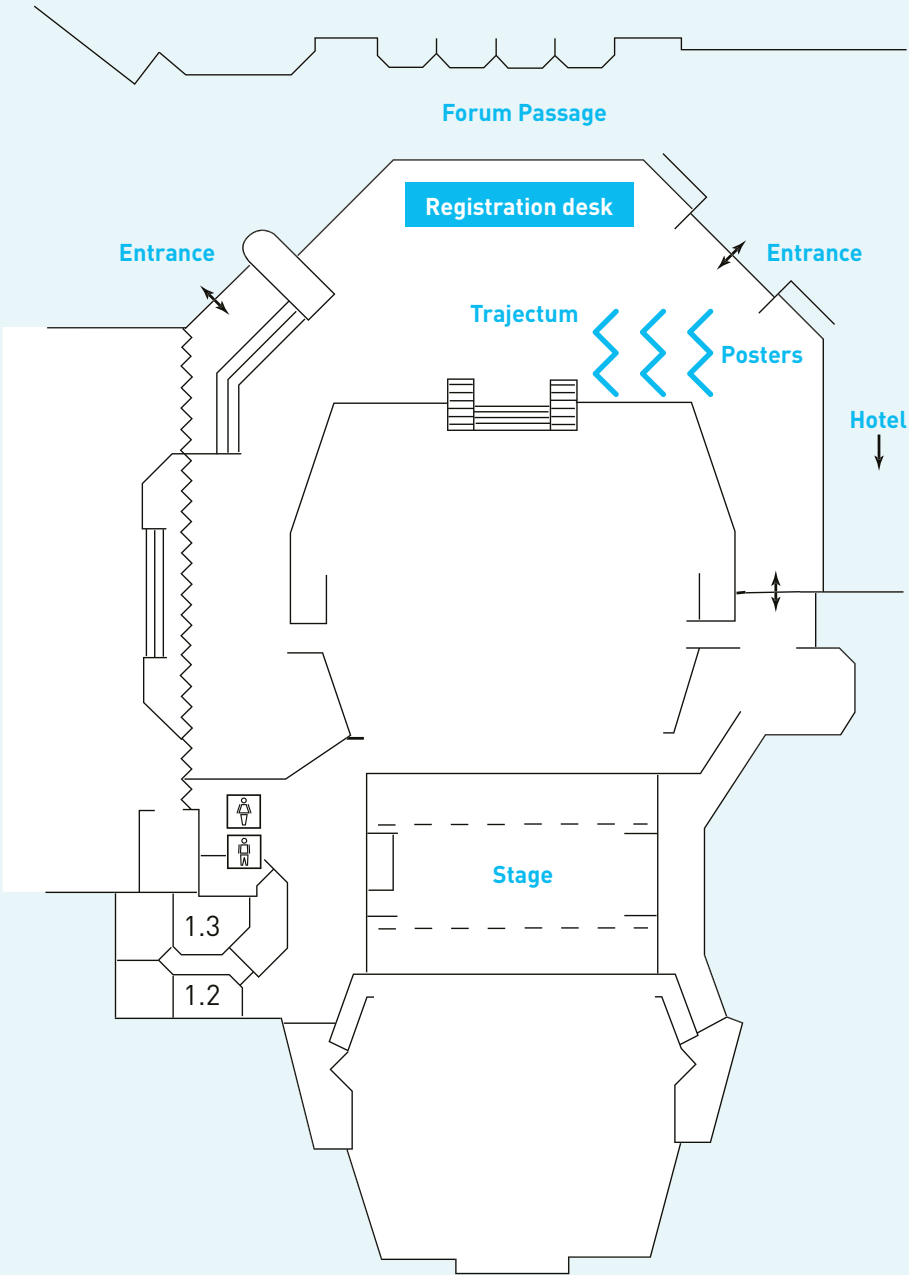 Forum Passage
Registration desk
Entrance
Entrance
Trajectum
Posters
Hotel
Stage
1.3
1.2